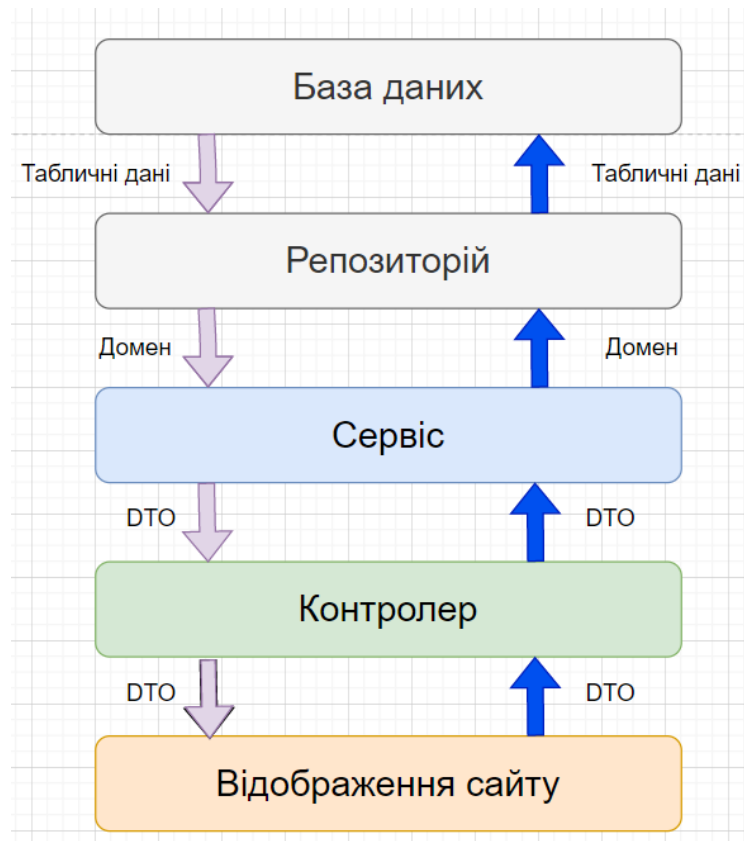 База даних
Табличні дані
Табличні дані
Репозиторій
Домен
Домен
Сервіс
DTO
DTO
Контролер
DTO
DTO
Відображення сайту